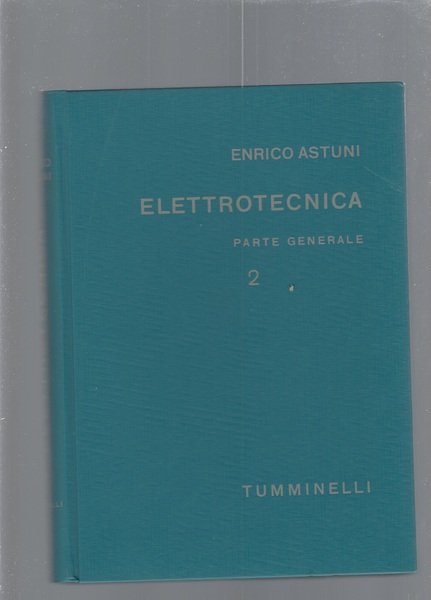 ENRICO ASTUNI
ELETTROTECNICA
PARTE GENERALE
2
TUMMINELLI